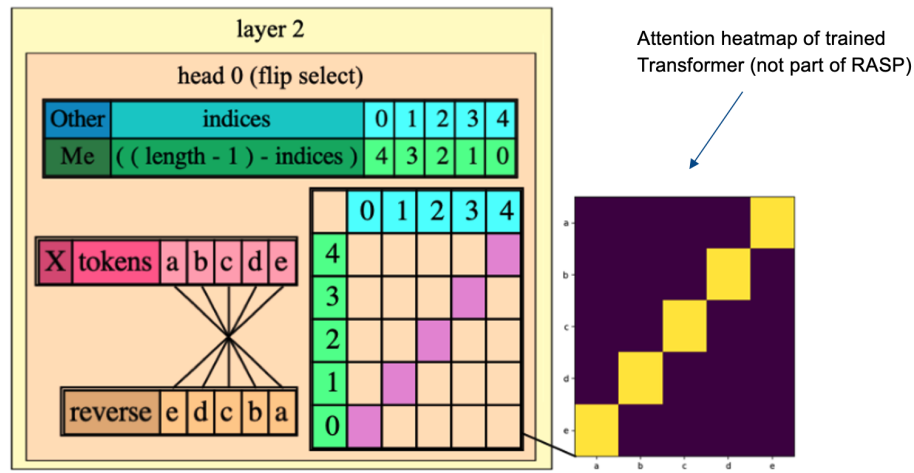 layer 2
head 0 (flip select)
Other indices 0 1 2 3 4
Me ( ( length - 1 ) - indices ) 4 3 2 1 0
0 1 2 3 4
4
3
2
1
0
X tokens a b c d e
reverse e d c b a
Attention heatmap of trained
Transformer (not part of RASP)
a
b
c
d
e
a b c d e